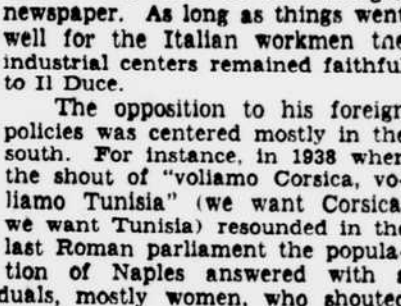 newspaper. As long as things went
well for the Italian workmen the
industrial centers remained faithful
to Il Duce.
The opposition to his foreign
policies was centered mostly in the
south. For instance, in 1938 when
the shout of "voliamo Corsica, vo-
liamo Tunisia" (we want Corsica
we want Tunisia) resounded in the
last Roman parliament the popula-
tion of Naples answered with a
duals, mostly women, who shouted